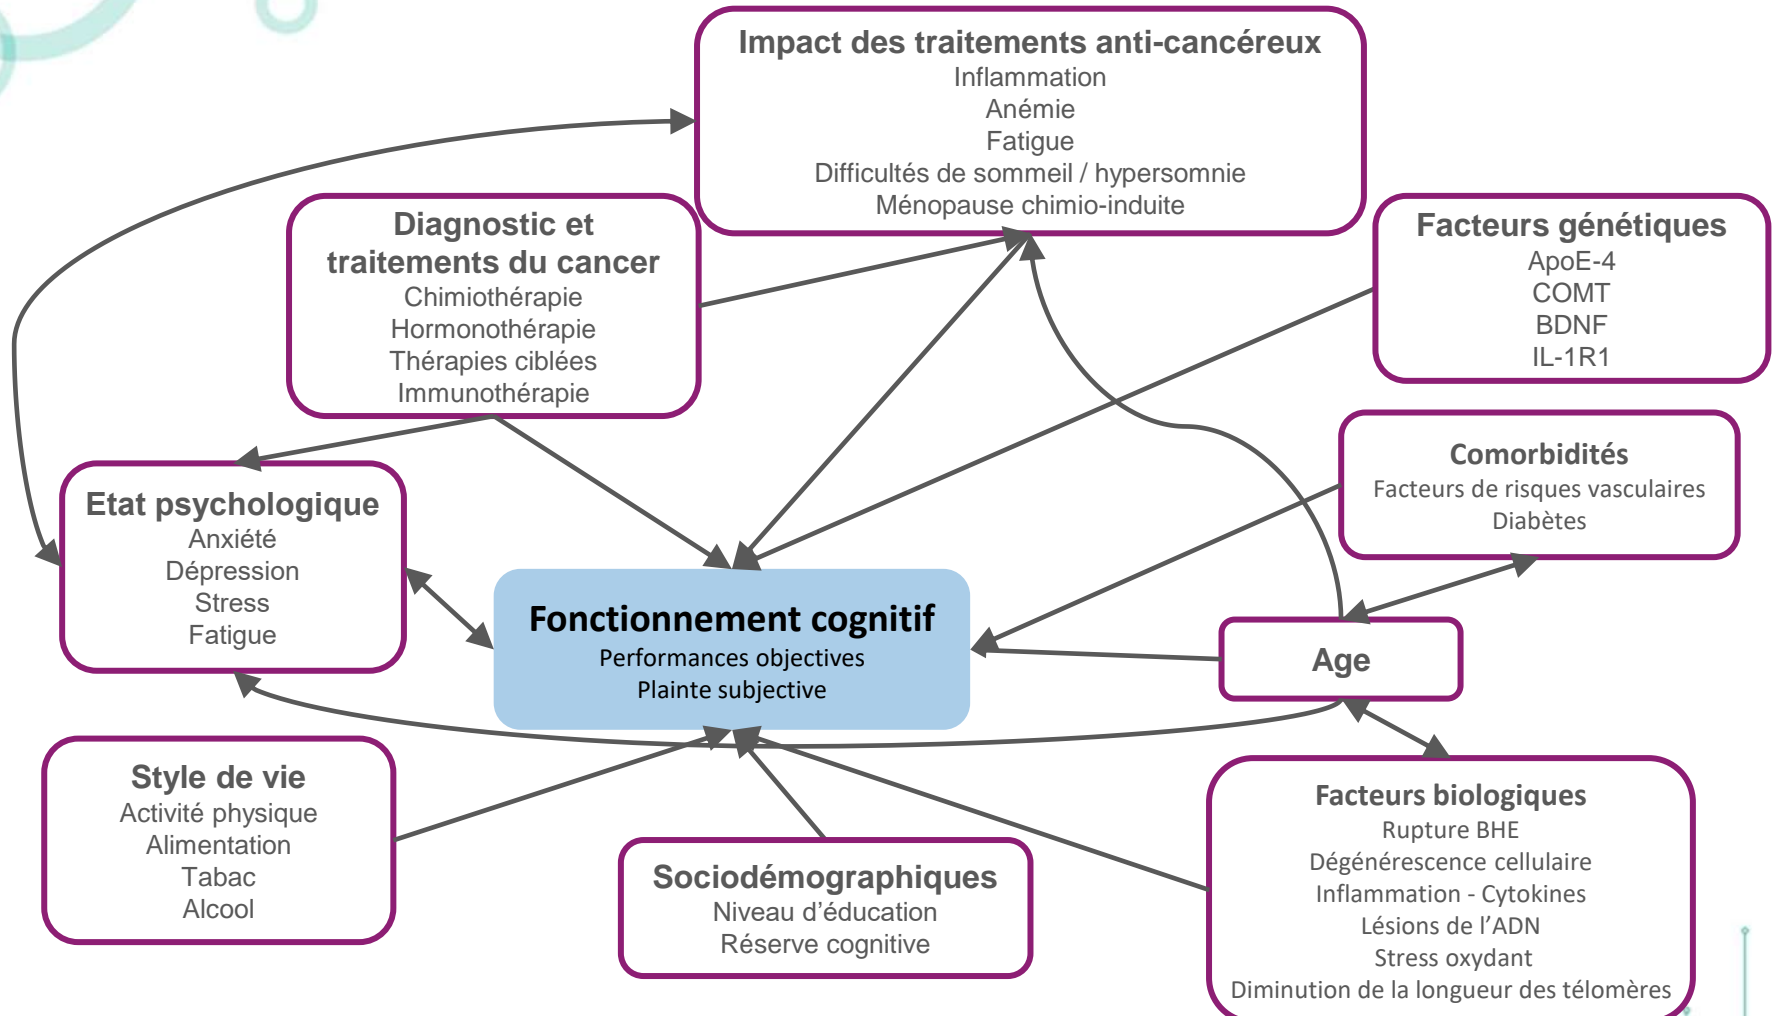 Impact des traitements anti-cancéreux
Inflammation
Anémie
Fatigue
Difficultés de sommeil / hypersomnie
Ménopause chimio-induite
Diagnostic et
traitements du cancer
Chimiothérapie
Hormonothérapie
Thérapies ciblées
Immunothérapie
Facteurs génétiques
ApoE-4
COMT
BDNF
IL-1R1
Comorbidités
Facteurs de risques vasculaires
Diabètes
Etat psychologique
Anxiété
Dépression
Stress
Fatigue
Fonctionnement cognitif
Performances objectives
Plainte subjective
Age
Style de vie
Activité physique
Alimentation
Tabac
Alcool
Sociodémographiques
Niveau d’éducation
Réserve cognitive
Facteurs biologiques
Rupture BHE
Dégénérescence cellulaire
Inflammation - Cytokines
Lésions de l’ADN
Stress oxydant
Diminution de la longueur des télomères